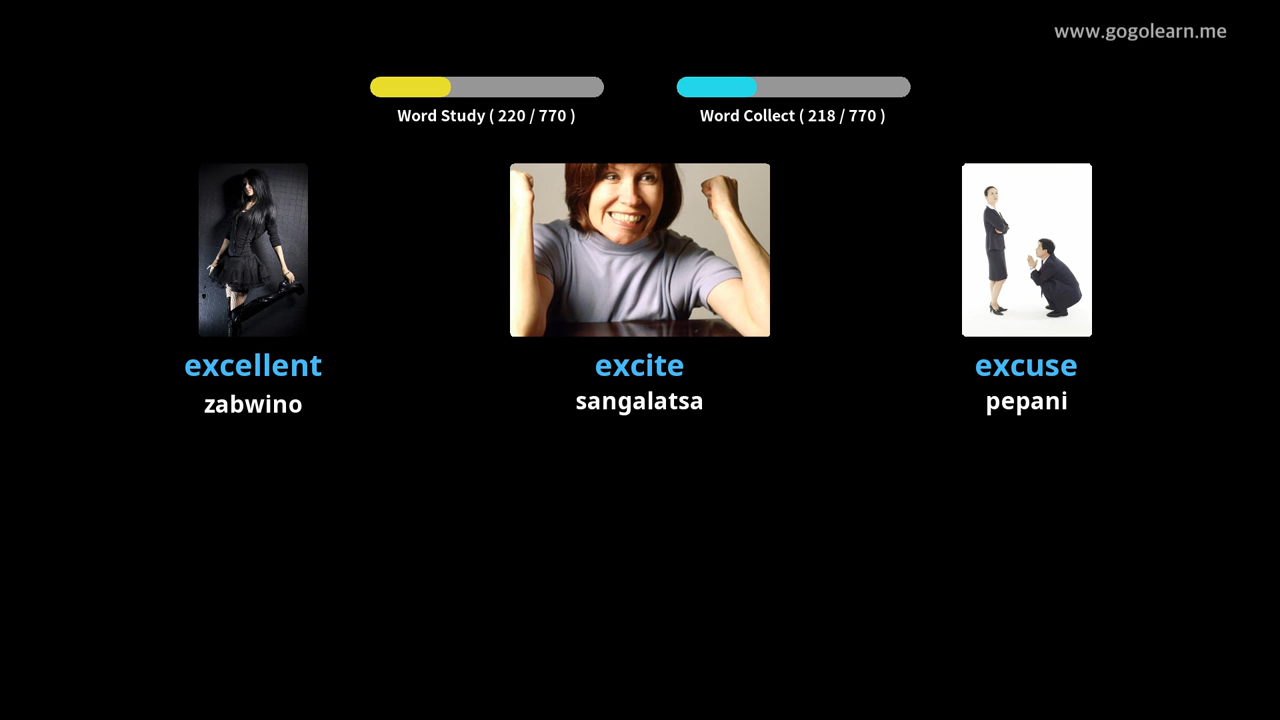 www.gogolearn.me
Word Study ( 220 / 770 )
Word Collect ( 218 / 770 )
excellent
zabwino
excite
sangalatsa
excuse
pepani